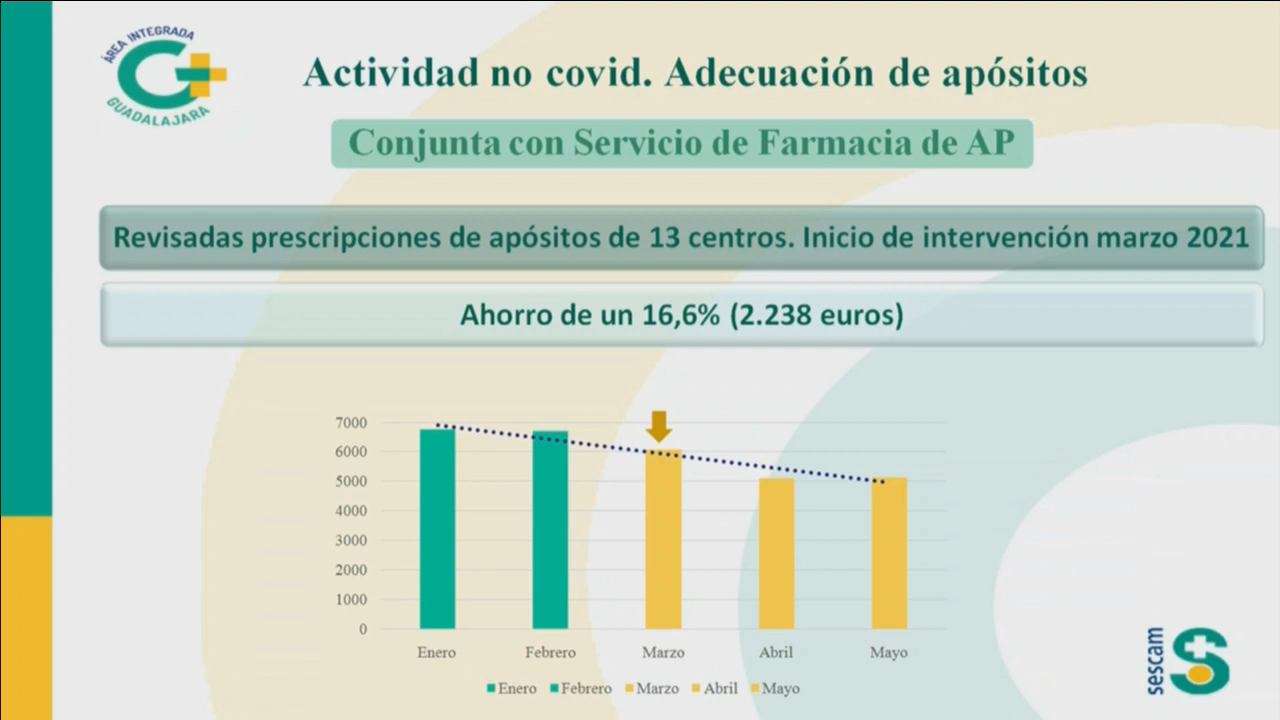 ÀREA INTEGRADA
GUADALAJARA
Actividad no covid. Adecuación de apósitos
Conjunta con Servicio de Farmacia de AP
Revisadas prescripciones de apósitos de 13 centros. Inicio de intervención marzo 2021
Ahorro de un 16,6% (2.238 euros)
7000
6000
5000
4000
3000
2000
1000
0
Enero Febrero Marzo Abril Mayo
Enero Febrero Marzo Abril Mayo
sescam